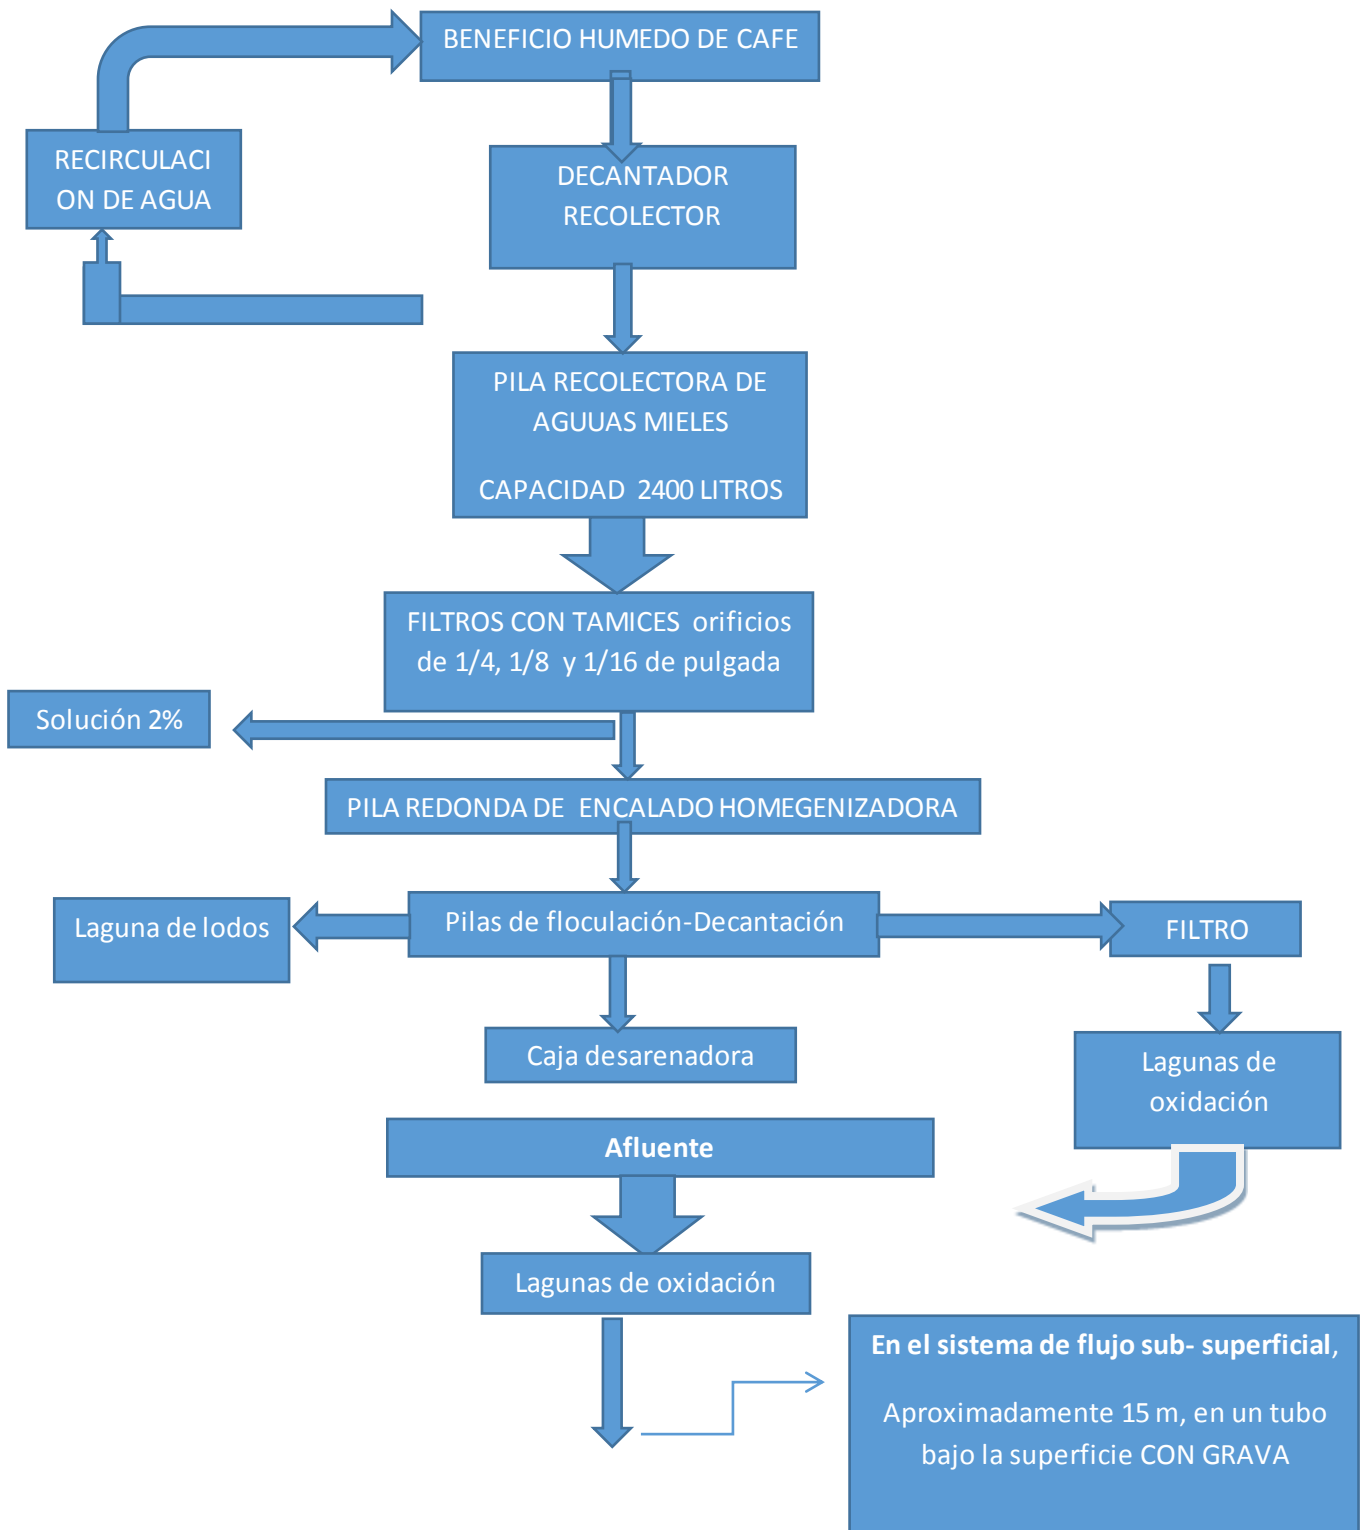 BENEFICIO HUMEDO DE CAFE
RECIRCULACI
ON DE AGUA
DECANTADOR
RECOLECTOR
PILA RECOLECTORA DE
AGUUAS MIELES
CAPACIDAD 2400 LITROS
FILTROS CON TAMICES orificios
de 1/4, 1/8 y 1/16 de pulgada
Solución 2%
PILA REDONDA DE ENCALADO HOMEGENIZADORA
Laguna de lodos
Pilas de floculación-Decantación
FILTRO
Caja desarenadora
Lagunas de
oxidación
Afluente
Lagunas de oxidación
En el sistema de flujo sub- superficial,
Aproximadamente 15 m, en un tubo
bajo la superficie CON GRAVA